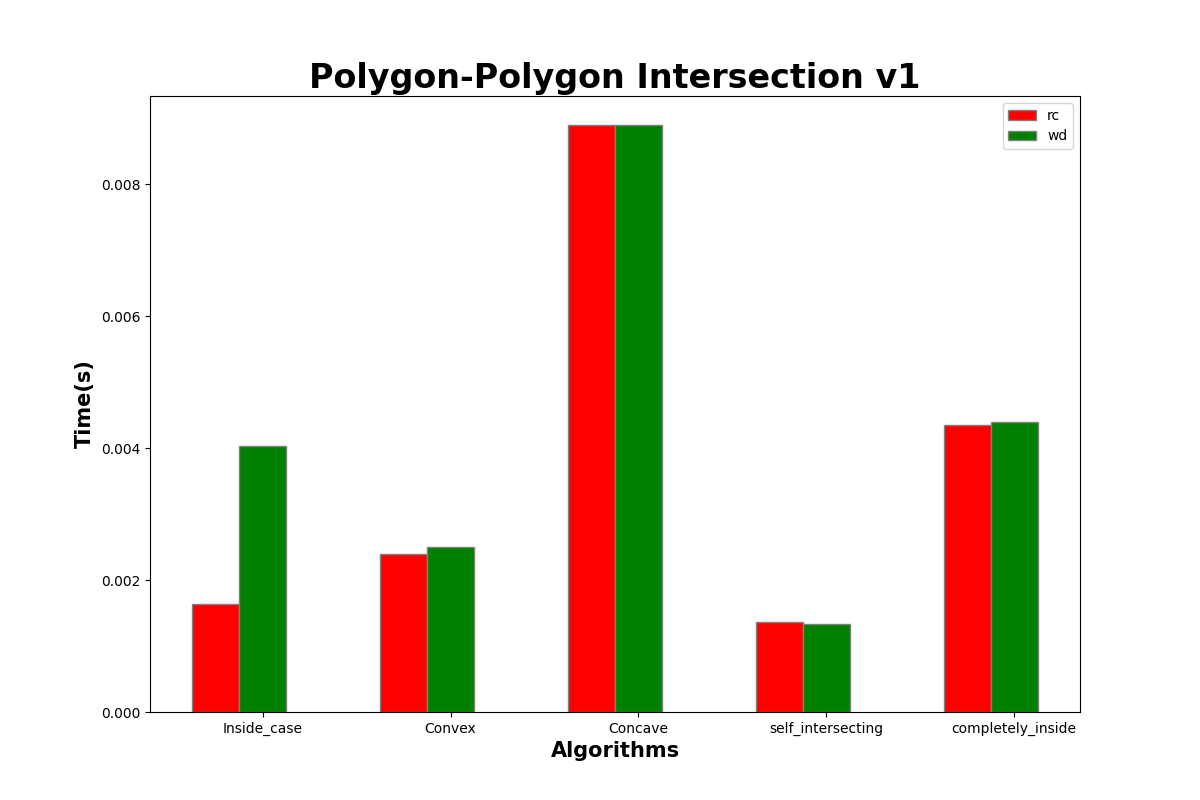 Polygon-Polygon Intersection v1
rc
wd
0.008
0.006
0.004
0.002
0.000
Time(s)
Inside_case
Convex
Concave
self_intersecting
completely_inside
Algorithms